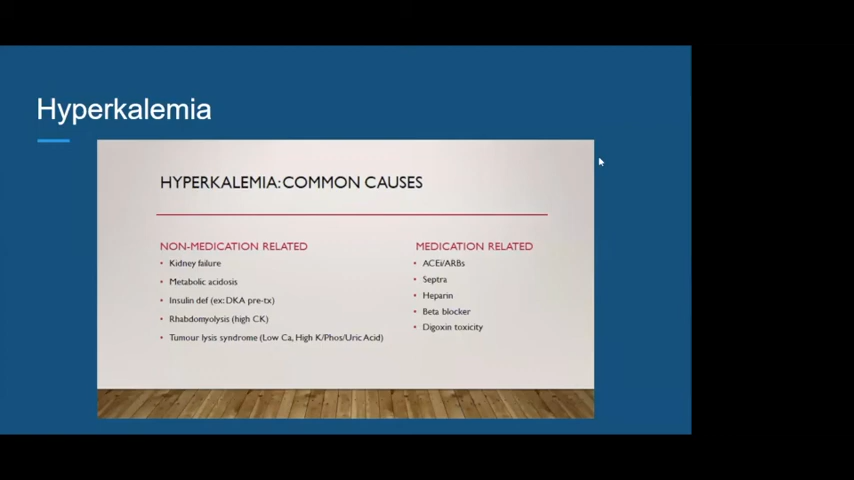 Hyperkalemia
HYPERKALEMIA: COMMON CAUSES
NON-MEDICATION RELATED
• Kidney failure
• Metabolic acidosis
• Insulin def (ex: DKA pre-tx)
• Rhabdomyolysis (high CK)
• Tumour lysis syndrome (Low Ca, High K/Phos/Uric Acid)
MEDICATION RELATED
• ACEi/ARBs
• Septra
• Heparin
• Beta blocker
• Digoxin toxicity